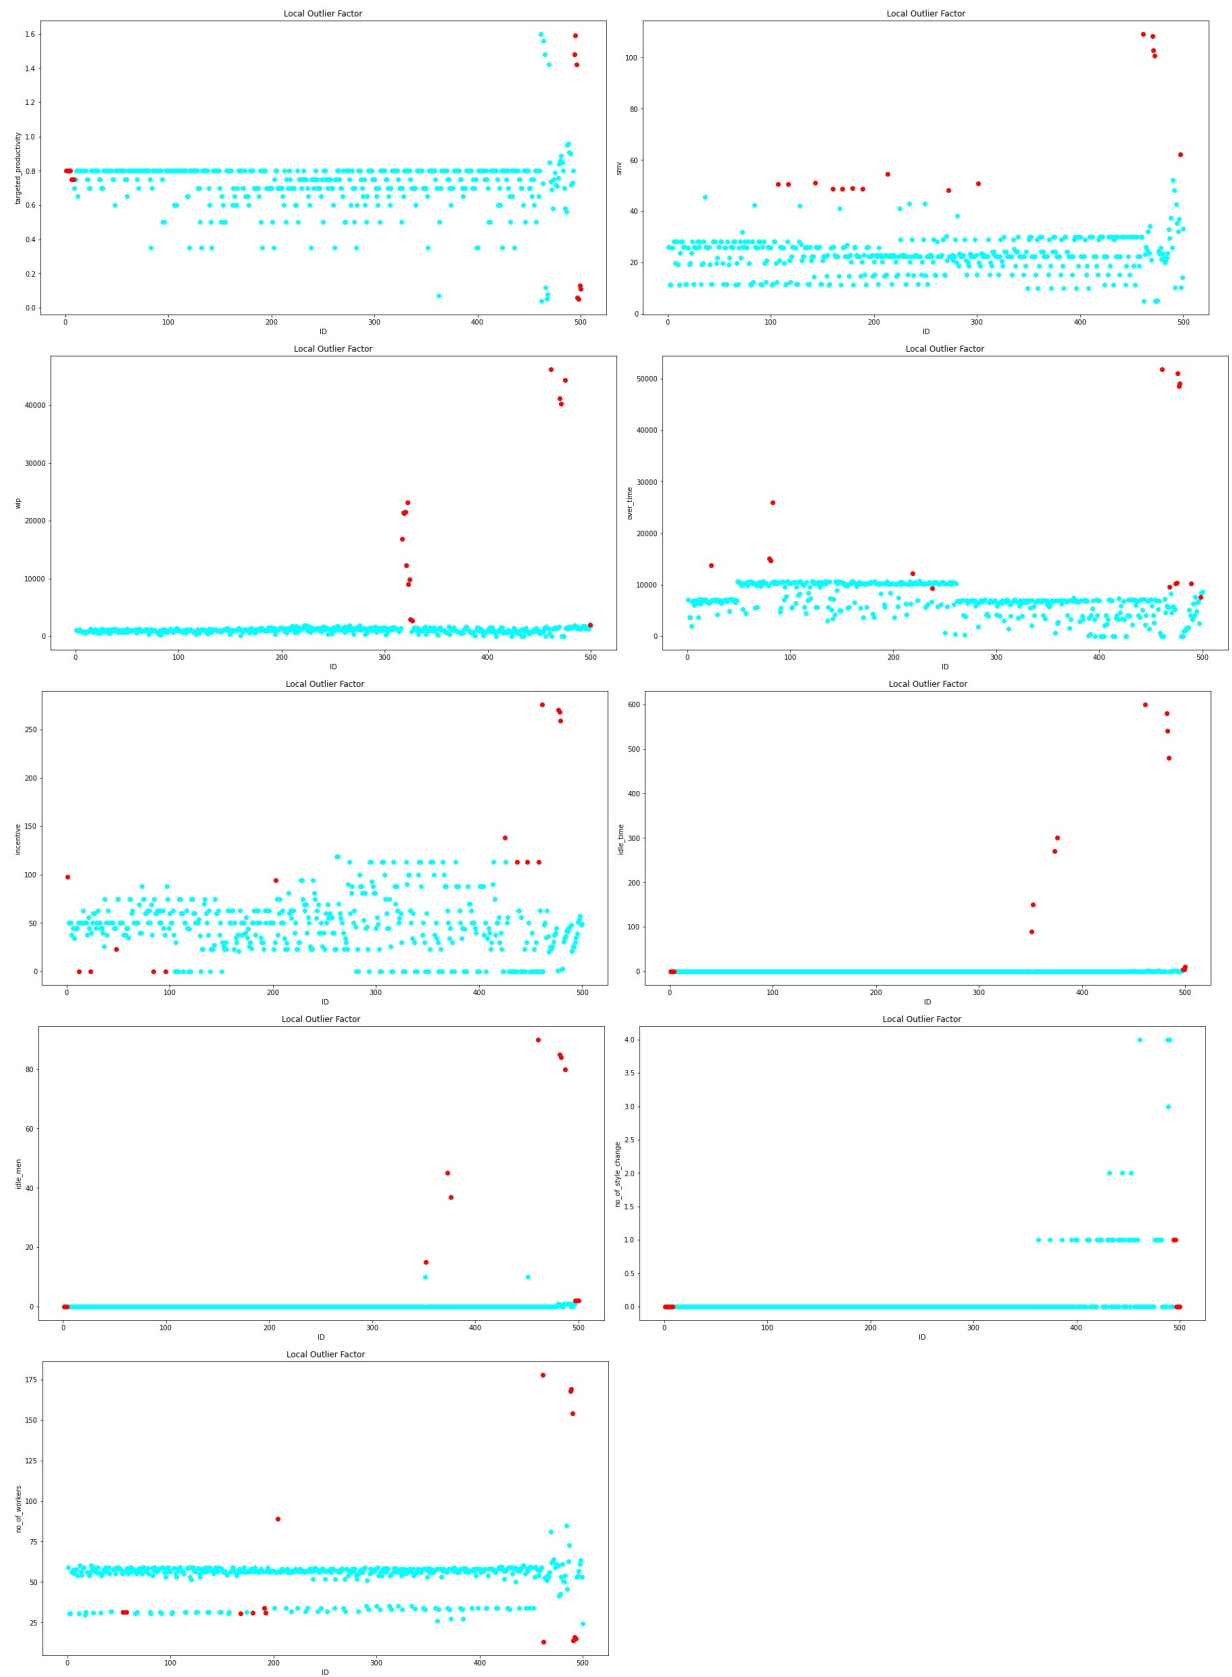 Local Outlier Factor
1.6
1.4
1.2
1.0
0.8
0.6
0.4
0.2
0.0
targeted_productivity
0 100 200 300 400 500
ID
Local Outlier Factor
100
80
60
40
20
0
smv
0 100 200 300 400 500
ID
Local Outlier Factor
40000
30000
20000
10000
0
wip
0 100 200 300 400 500
ID
Local Outlier Factor
50000
40000
30000
20000
10000
0
over_time
0 100 200 300 400 500
ID
Local Outlier Factor
250
200
150
100
50
0
incentive
0 100 200 300 400 500
ID
Local Outlier Factor
600
500
400
300
200
100
0
idle_time
0 100 200 300 400 500
ID
Local Outlier Factor
80
60
40
20
0
idle_men
0 100 200 300 400 500
ID
Local Outlier Factor
4.0
3.5
3.0
2.5
2.0
1.5
1.0
0.5
0.0
no_of_style_change
0 100 200 300 400 500
ID
Local Outlier Factor
175
150
125
100
75
50
25
no_of_workers
0 100 200 300 400 500
ID